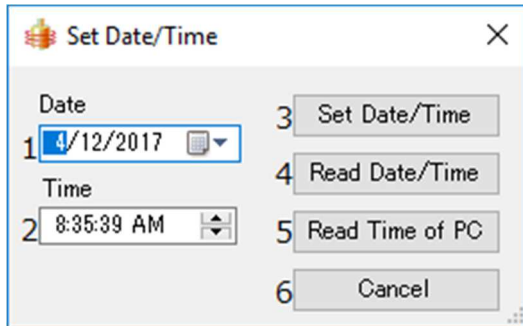 Set Date/Time
Date
1 4/12/2017
Time
2 8:35:39 AM
3 Set Date/Time
4 Read Date/Time
5 Read Time of PC
6 Cancel